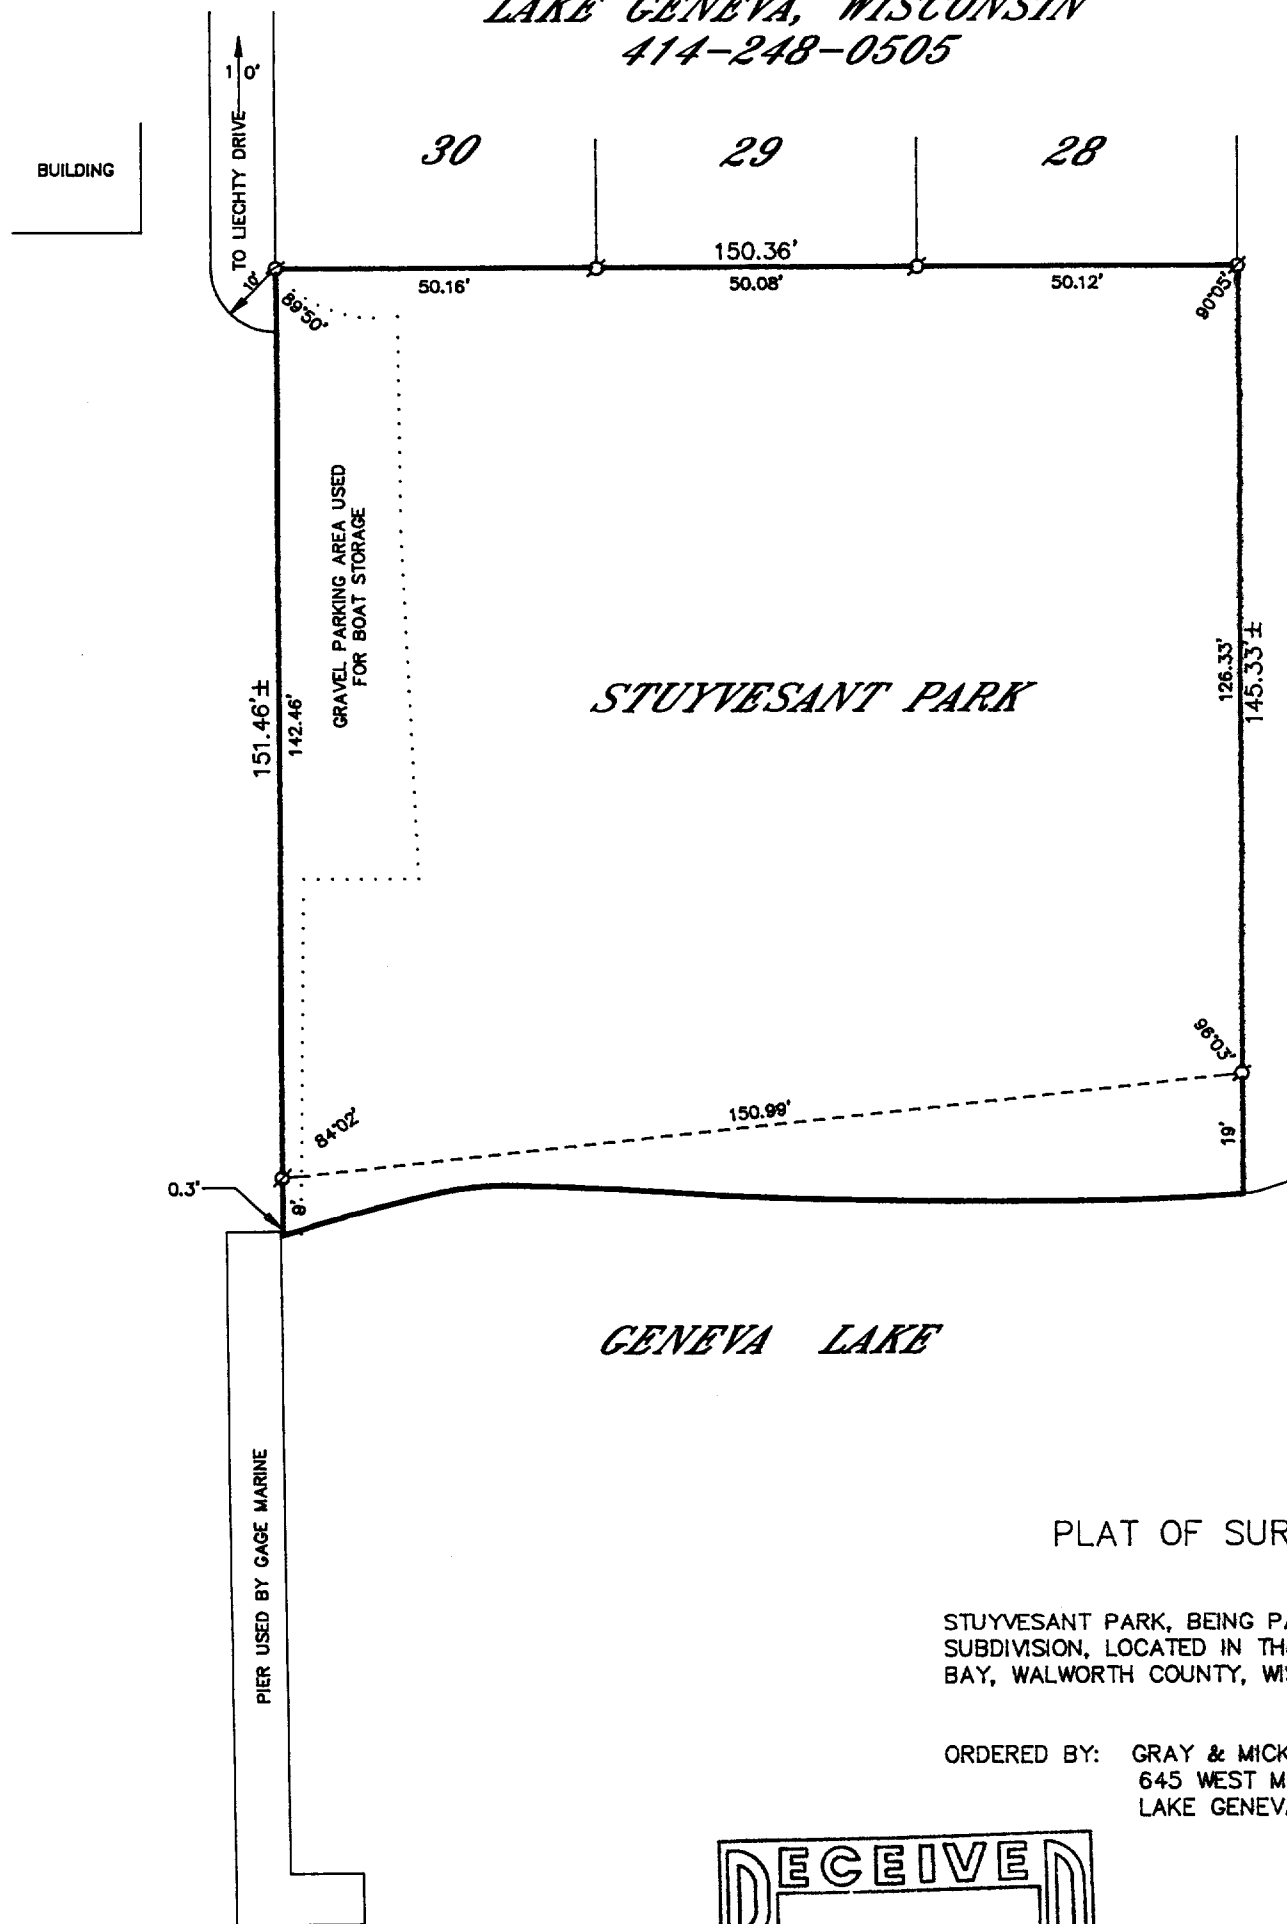 LAKE GENEVA, WISCONSIN
414-248-0505
10'
TO LIECHTY DRIVE
BUILDING
30
29
28
150.36'
50.16'
50.08'
50.12'
10'
89°50'
90°05'
GRAVEL PARKING AREA USED
FOR BOAT STORAGE
STUYVESANT PARK
151.46'±
142.46'
126.33'
145.33'±
96°03'
84°02'
150.99'
19'
0.3'
9'
GENEVA LAKE
PIER USED BY GAGE MARINE
PLAT OF SUR
STUYVESANT PARK, BEING PA
SUBDIVISION, LOCATED IN TH
BAY, WALWORTH COUNTY, WIS
ORDERED BY: GRAY & MICK
645 WEST M
LAKE GENEVA
RECEIVED